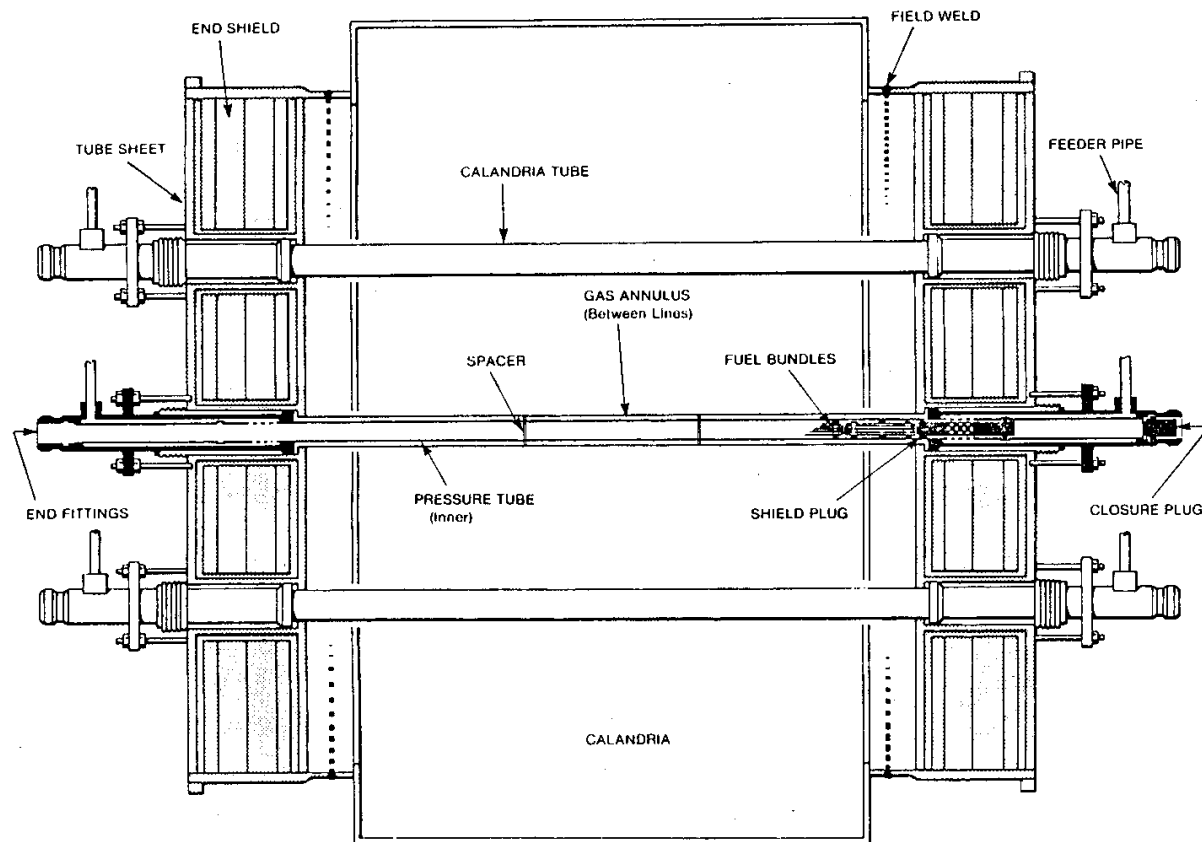 END SHIELD
FIELD WELD
TUBE SHEET
FEEDER PIPE
CALANDRIA TUBE
GAS ANNULUS
(Between Lines)
SPACER
FUEL BUNDLES
PRESSURE TUBE
(Inner)
END FITTINGS
SHIELD PLUG
CLOSURE PLUG
CALANDRIA